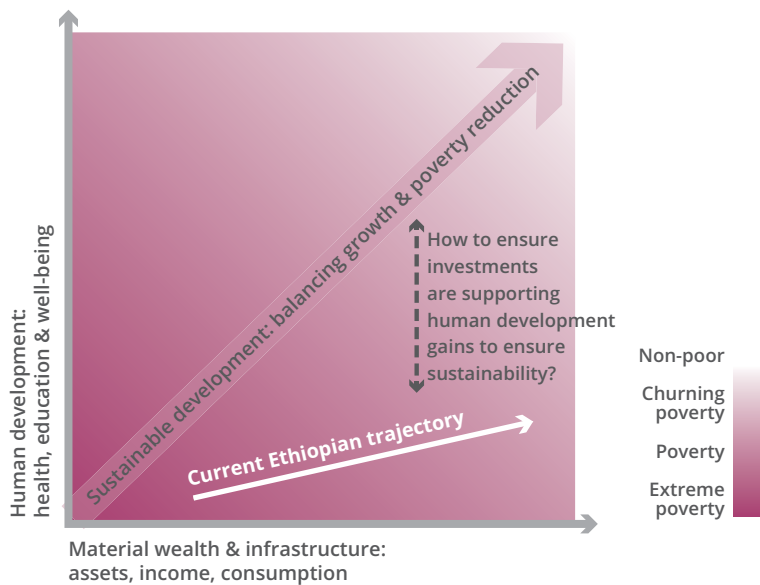 Human development:
health, education & well-being
Sustainable development: balancing growth & poverty reduction
How to ensure
investments
are supporting
human development
gains to ensure
sustainability?
Current Ethiopian trajectory
Material wealth & infrastructure:
assets, income, consumption
Non-poor
Churning
poverty
Poverty
Extreme
poverty